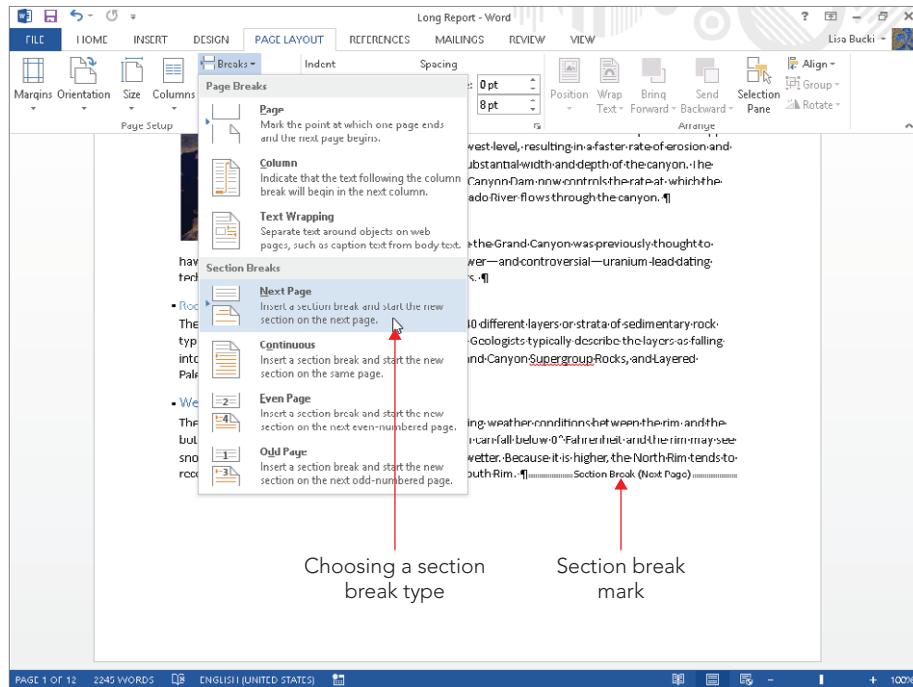 Long Report - Word
FILE HOME INSERT DESIGN PAGE LAYOUT REFERENCES MAILINGS REVIEW VIEW Lisa Bucki
Margins Orientation Size Columns Breaks Indent Spacing
0 pt
8 pt
Position Wrap Text Bring Forward Send Backward Selection Pane Align Group Rotate
Page Setup Arrange
Page Breaks
Page
Mark the point at which one page ends
and the next page begins.
Column
Indicate that the text following the column
break will begin in the next column.
Text Wrapping
Separate text around objects on web
pages, such as caption text from body text.
Section Breaks
Next Page
Insert a section break and start the new
section on the next page.
Continuous
Insert a section break and start the new
section on the same page.
Even Page
Insert a section break and start the new
section on the next even-numbered page.
Odd Page
Insert a section break and start the new
section on the next odd-numbered page.
west level, resulting in a faster rate of erosion and
ubstantial width and depth of the canyon. The
Canyon Dam now controls the rate at which the
ado River flows through the canyon. ¶
the Grand Canyon was previously thought to
wer—and controversial—uranium-lead dating
s. ¶
40 different layers or strata of sedimentary rock
Geologists typically describe the layers as falling
and Canyon Supergroup Rocks, and Layered
ing weather conditions between the rim and the
n can fall below 0° Fahrenheit and the rim may see
wetter. Because it is higher, the North Rim tends to
outh Rim. ¶ Section Break (Next Page)
Choosing a section
break type
Section break
mark
PAGE 1 OF 12 2245 WORDS ENGLISH (UNITED STATES) 100%